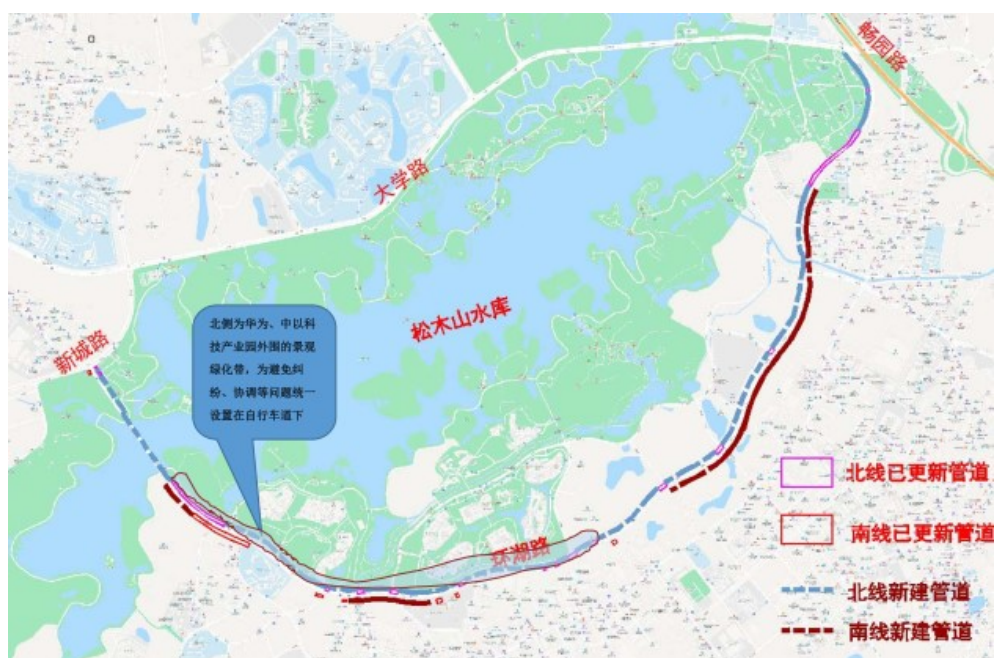 畅园路
大学路
松木山水库
新城路
北侧为华为、中以科
技产业园外围的景观
绿化带，为避免纠
纷、协调等问题统一
设置在自行车道下
环湖路
北线已更新管道
南线已更新管道
北线新建管道
南线新建管道